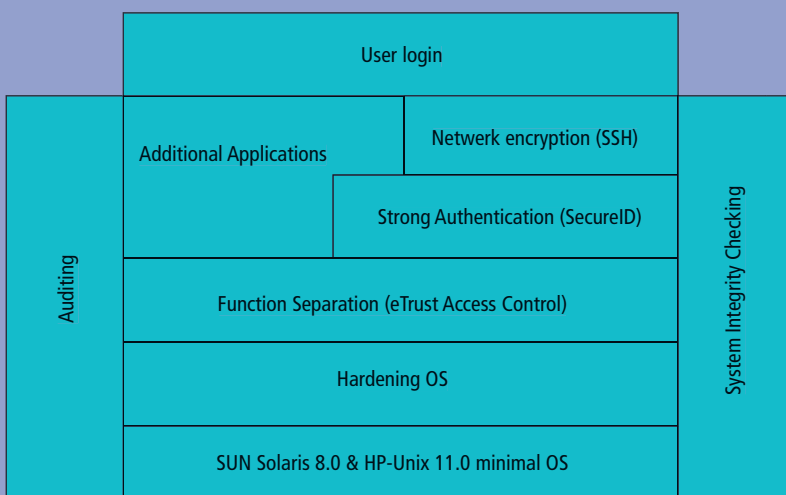 User login
Additional Applications
Netwerk encryption (SSH)
Strong Authentication (SecureID)
Auditing
System Integrity Checking
Function Separation (eTrust Access Control)
Hardening OS
SUN Solaris 8.0 & HP-Unix 11.0 minimal OS